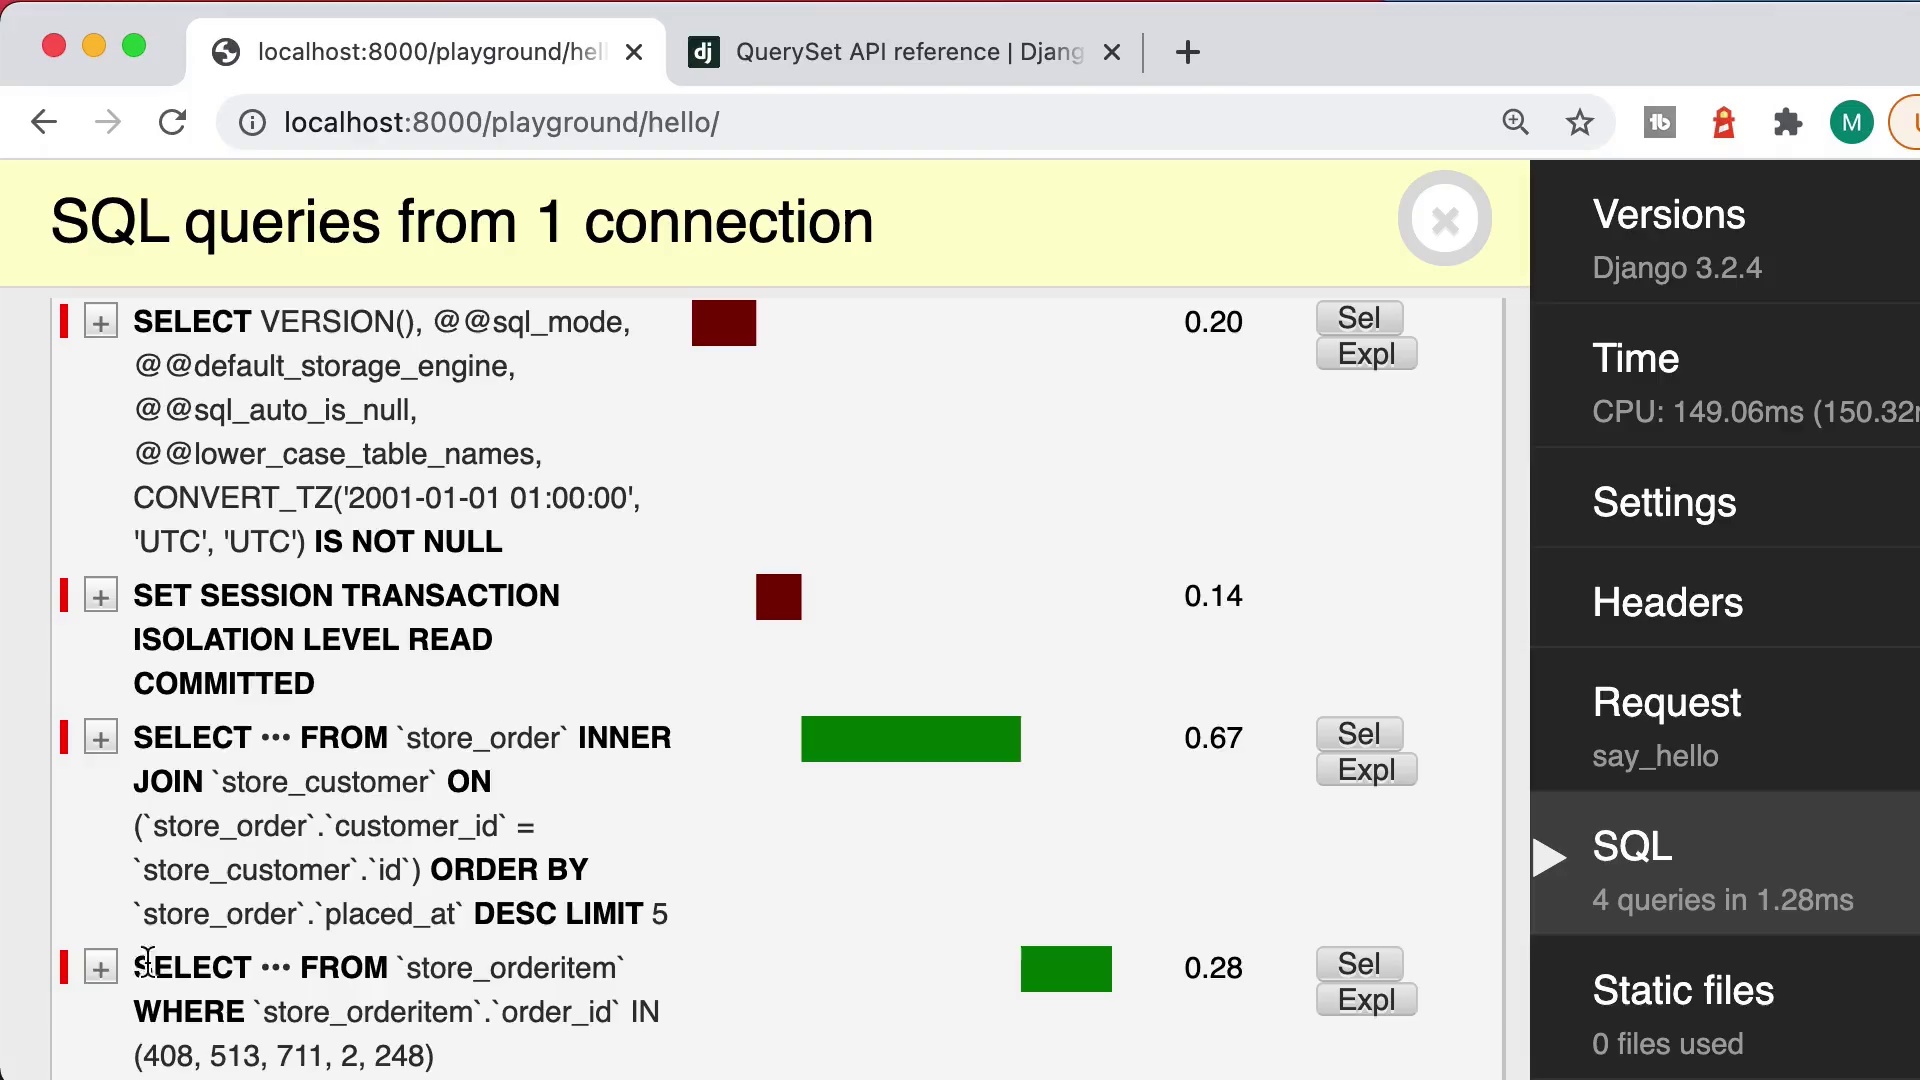 localhost:8000/playground/hel
QuerySet API reference | Djang
localhost:8000/playground/hello/
M
SQL queries from 1 connection
SELECT VERSION(), @@sql_mode, 0.20 Sel
@@default_storage_engine, Expl
@@sql_auto_is_null,
@@lower_case_table_names,
CONVERT_TZ('2001-01-01 01:00:00',
'UTC', 'UTC') IS NOT NULL
SET SESSION TRANSACTION 0.14
ISOLATION LEVEL READ
COMMITTED
SELECT ••• FROM `store_order` INNER 0.67 Sel
JOIN `store_customer` ON Expl
(`store_order`.`customer_id` =
`store_customer`.`id`) ORDER BY
`store_order`.`placed_at` DESC LIMIT 5
SELECT ••• FROM `store_orderitem` 0.28 Sel
WHERE `store_orderitem`.`order_id` IN Expl
(408, 513, 711, 2, 248)
Versions
Django 3.2.4
Time
CPU: 149.06ms (150.32
Settings
Headers
Request
say_hello
SQL
4 queries in 1.28ms
Static files
0 files used